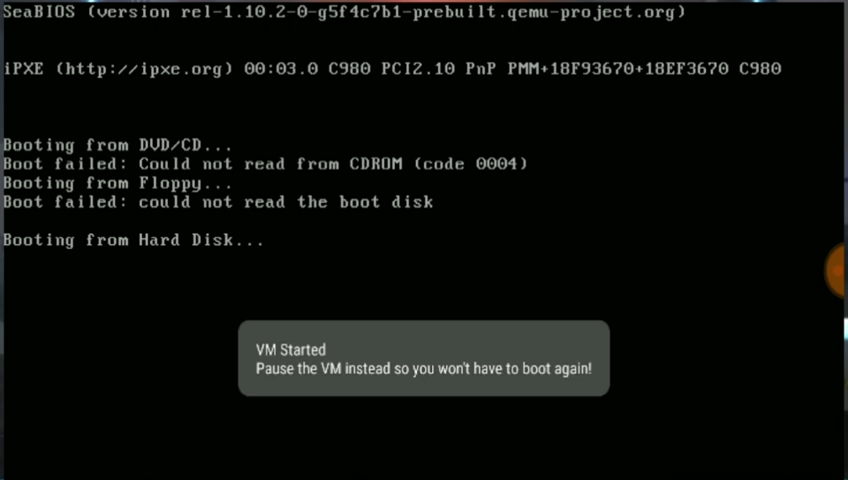 SeaBIOS (version rel-1.10.2-0-g5f4c7b1-prebuilt.qemu-project.org)
iPXE (http://ipxe.org) 00:03.0 C980 PCI2.10 PnP PMM+18F93670+18EF3670 C980
Booting from DVD/CD...
Boot failed: Could not read from CDROM (code 0004)
Booting from Floppy...
Boot failed: could not read the boot disk
Booting from Hard Disk...
VM Started
Pause the VM instead so you won't have to boot again!